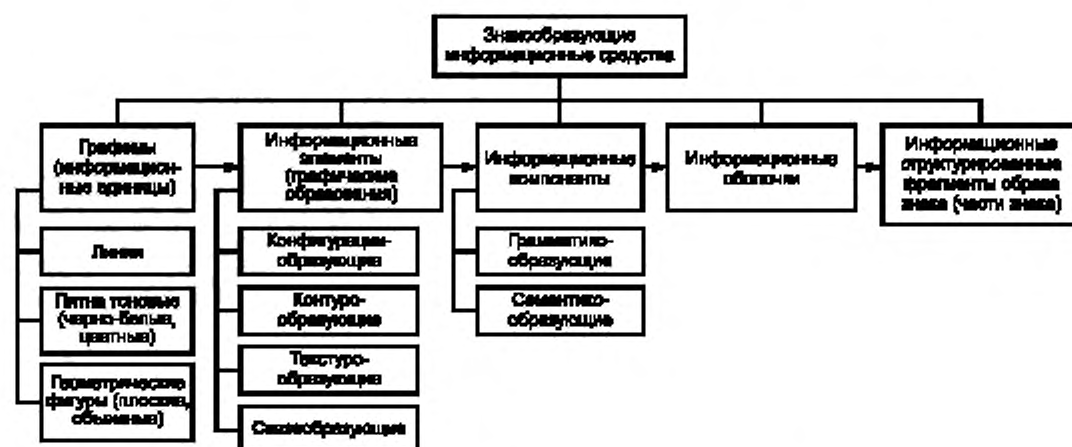 Знакообразующие
информационные средства
Графемы
(информацион-
ные единицы)
Линия
Пятна тоновые
(черно-белые,
цветные)
Геометрические
фигуры (плоские,
объемные)
Информационные
элементы
(графические
образования)
Конфигурации-
образующие
Контуро-
образующие
Текстуро-
образующие
Связеобразующие
Информационные
компоненты
Грамматико-
образующие
Семантико-
образующие
Информационные
оболочки
Информационные
структурированные
фрагменты образа
знака (части знака)